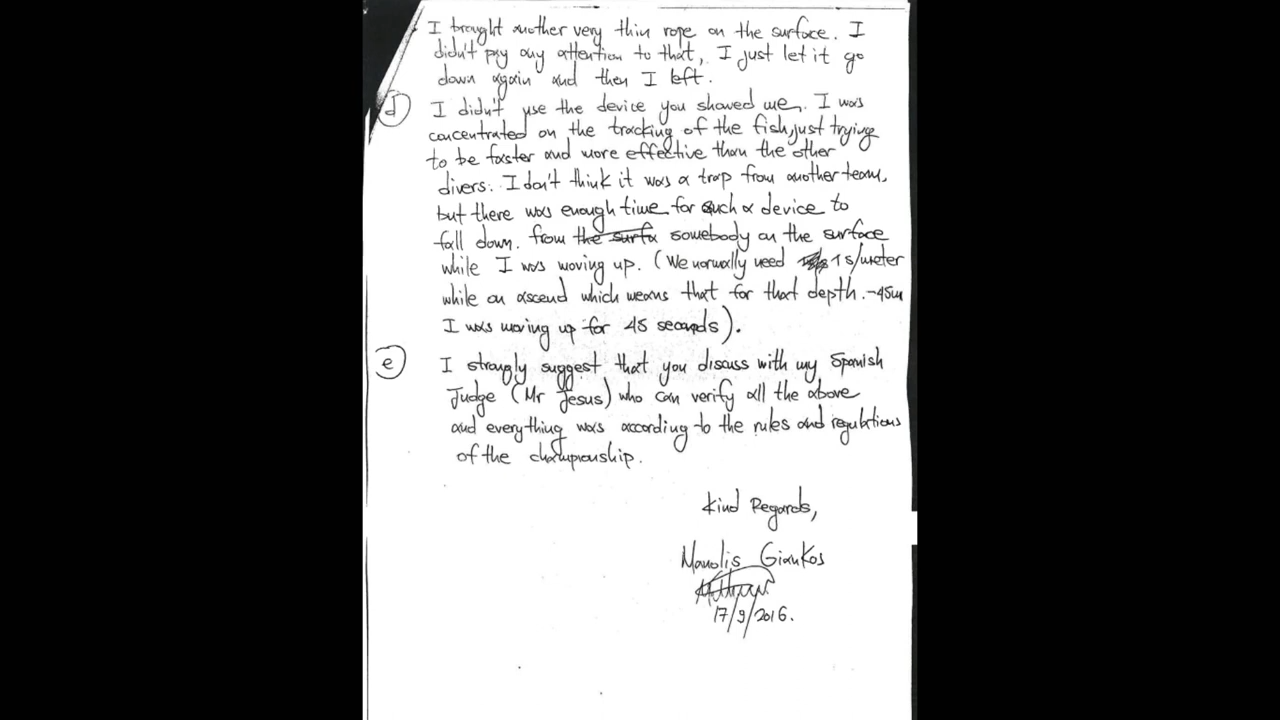 I brought another very thin rope on the surface. I
didn't pay any attention to that, I just let it go
down again and then I left.
d I didn't use the device you showed me. I was
concentrated on the tracking of the fish, just trying
to be faster and more effective than the other
divers. I don't think it was a trap from another team,
but there was enough time for such a device to
fall down. from the surfa somebody on the surface
while I was moving up. (We normally need 1s/meter
while an ascend which means that for that depth. -45m
I was moving up for 45 seconds).
e I strongly suggest that you discuss with my Spanish
Judge (Mr Jesus) who can verify all the above
and everything was according to the rules and regulations
of the championship.
Kind Regards,
Manolis Giankos
17/9/2016.